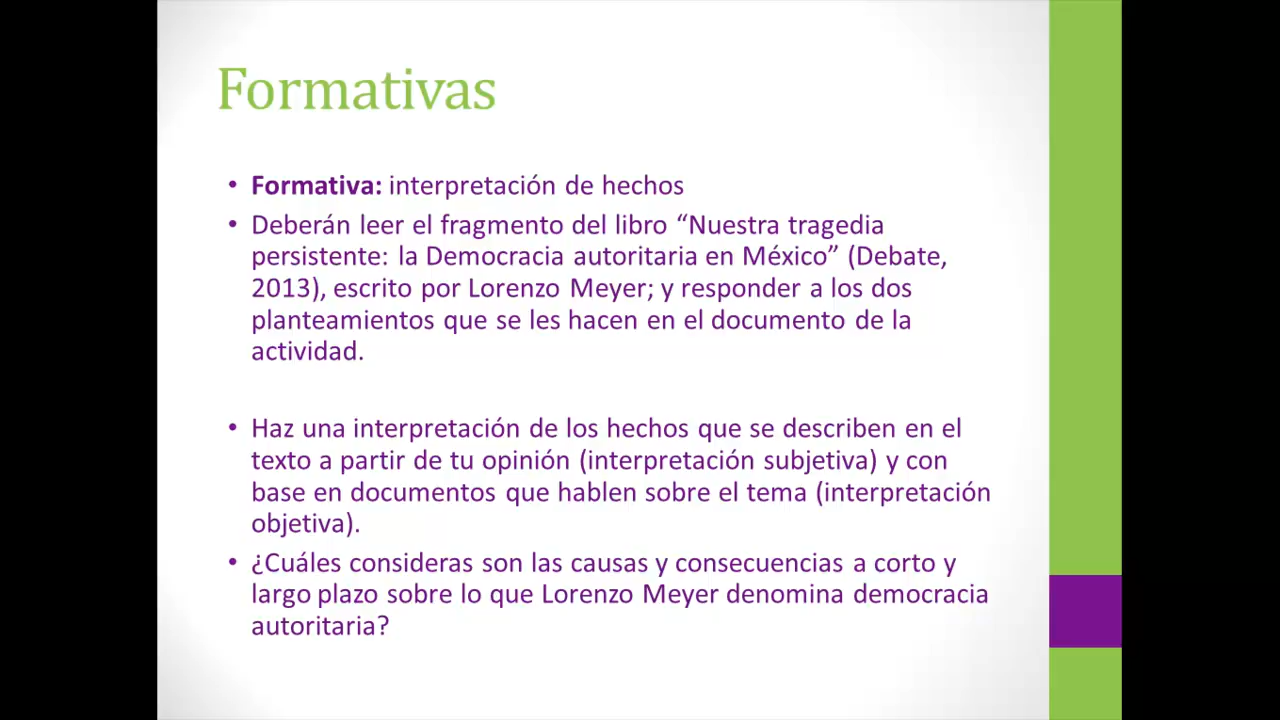 Formativas
• Formativa: interpretación de hechos
• Deberán leer el fragmento del libro “Nuestra tragedia
persistente: la Democracia autoritaria en México” (Debate,
2013), escrito por Lorenzo Meyer; y responder a los dos
planteamientos que se les hacen en el documento de la
actividad.
• Haz una interpretación de los hechos que se describen en el
texto a partir de tu opinión (interpretación subjetiva) y con
base en documentos que hablen sobre el tema (interpretación
objetiva).
• ¿Cuáles consideras son las causas y consecuencias a corto y
largo plazo sobre lo que Lorenzo Meyer denomina democracia
autoritaria?